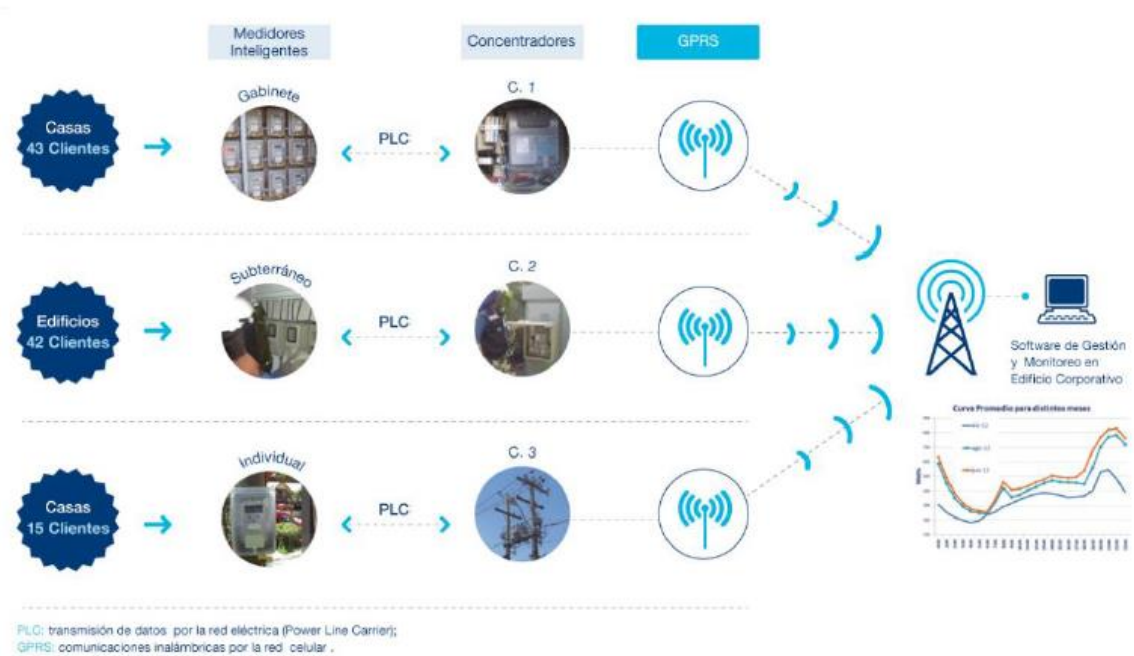 Medidores
Inteligentes
Concentradores
GPRS
Casas
43 Clientes
Gabinete
PLC
C. 1
Edificios
42 Clientes
Subterráneo
PLC
C. 2
Software de Gestión
y Monitoreo en
Edificio Corporativo
Curva Promedio para distintos meses
Casas
15 Clientes
Individual
PLC
C. 3
PLC: transmisión de datos por la red eléctrica (Power Line Carrier);
GPRS: comunicaciones inalámbricas por la red celular .